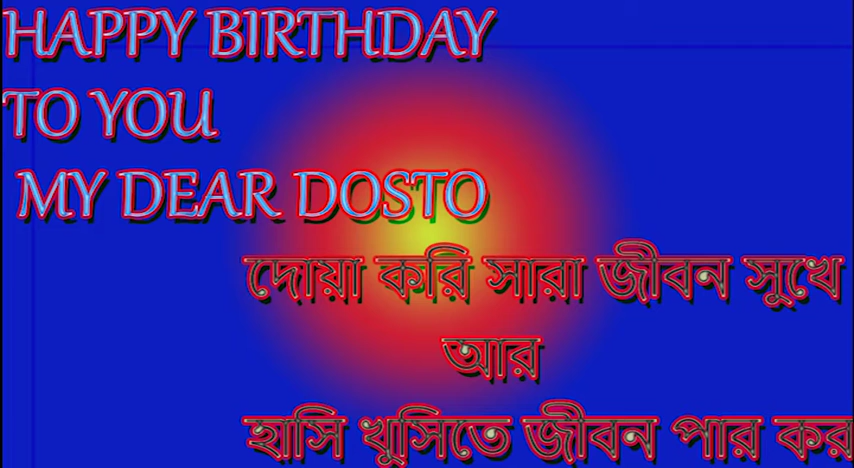 HAPPY BIRTHDAY
TO YOU
MY DEAR DOSTO
দোয়া করি সারা জীবন সুখে
আর
হাসি খুসিতে জীবন পার কর